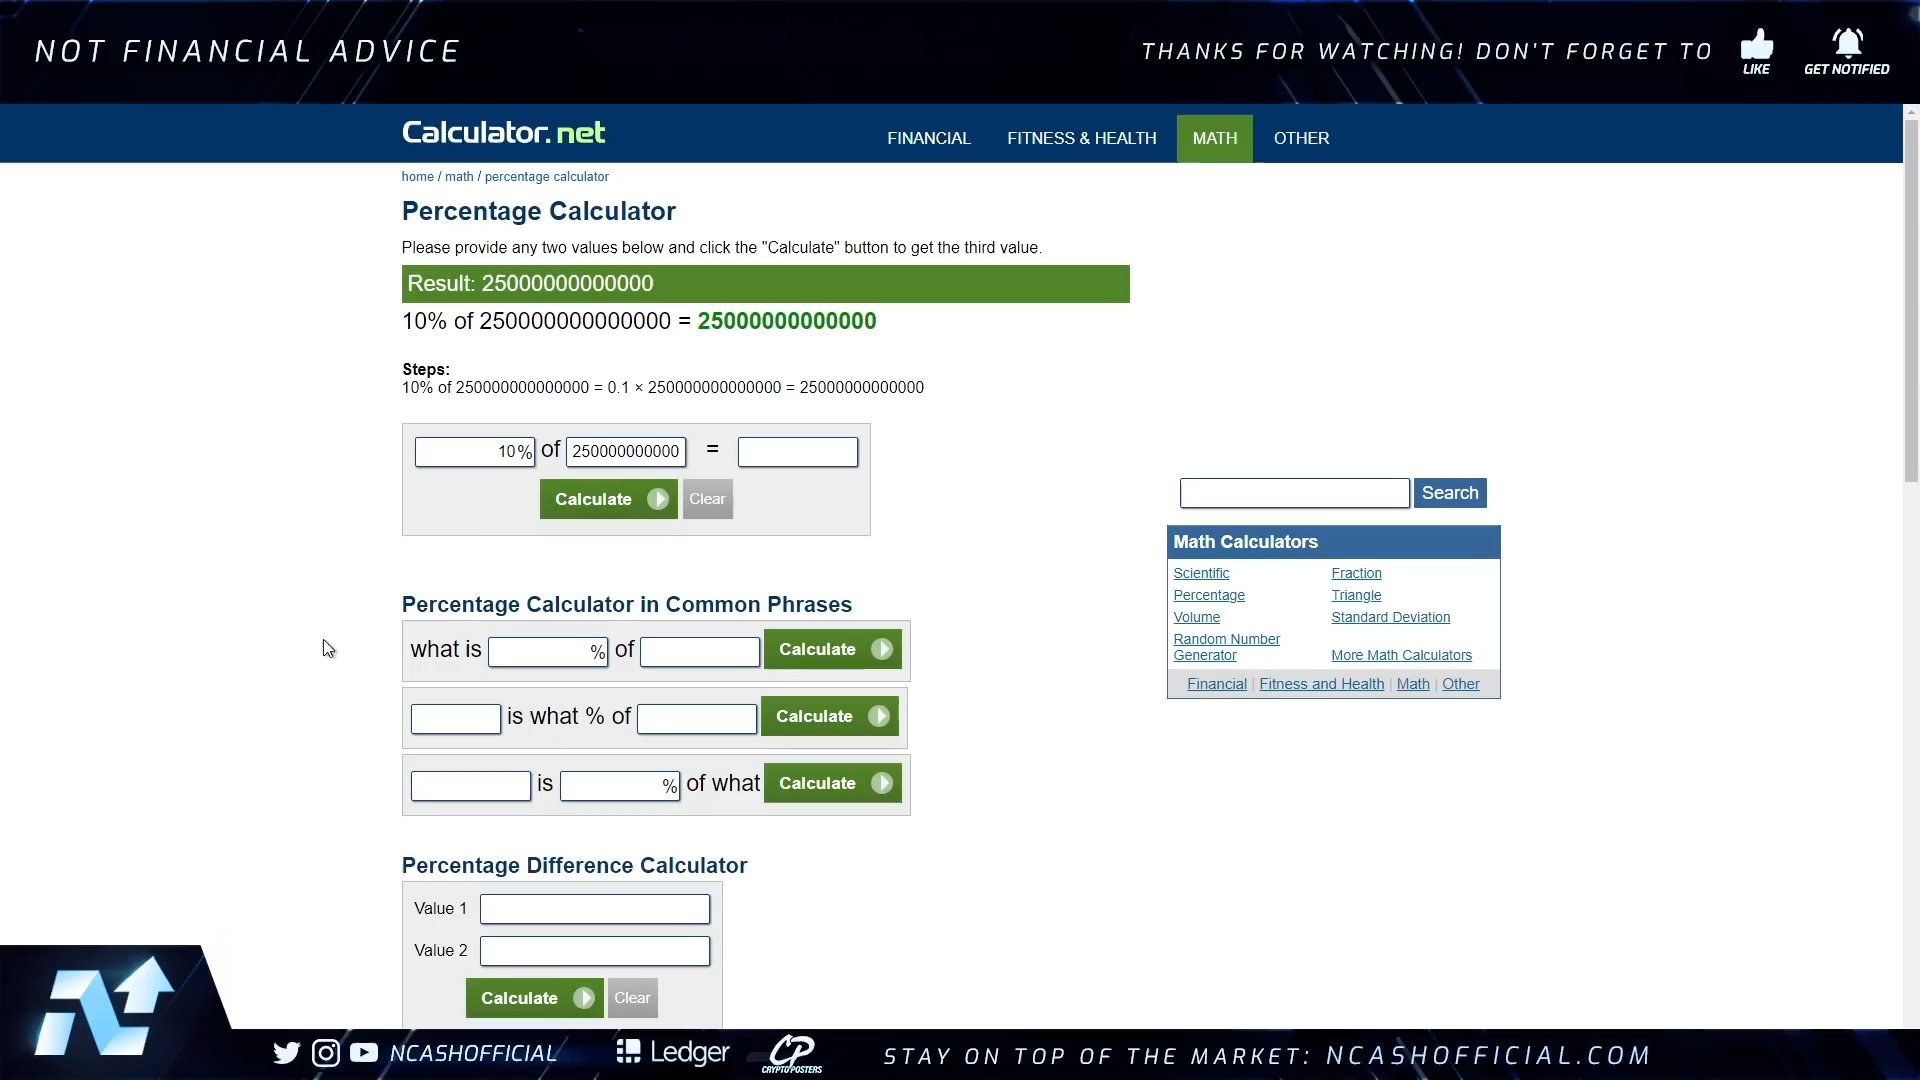 NOT FINANCIAL ADVICE
THANKS FOR WATCHING! DON'T FORGET TO
LIKE
GET NOTIFIED
Calculator.net
FINANCIAL
FITNESS & HEALTH
MATH
OTHER
home / math / percentage calculator
Percentage Calculator
Please provide any two values below and click the "Calculate" button to get the third value.
Result: 25000000000000
10% of 250000000000000 = 25000000000000
Steps:
10% of 250000000000000 = 0.1 × 250000000000000 = 25000000000000
10% of 250000000000 =
Calculate Clear
Search
Math Calculators
Scientific Fraction
Percentage Triangle
Volume Standard Deviation
Random Number
Generator More Math Calculators
Financial | Fitness and Health | Math | Other
Percentage Calculator in Common Phrases
what is % of Calculate
is what % of Calculate
is % of what Calculate
Percentage Difference Calculator
Value 1
Value 2
Calculate Clear
NCASHOFFICIAL
Ledger
CP
CRYPTO POSTERS
STAY ON TOP OF THE MARKET: NCASHOFFICIAL.COM